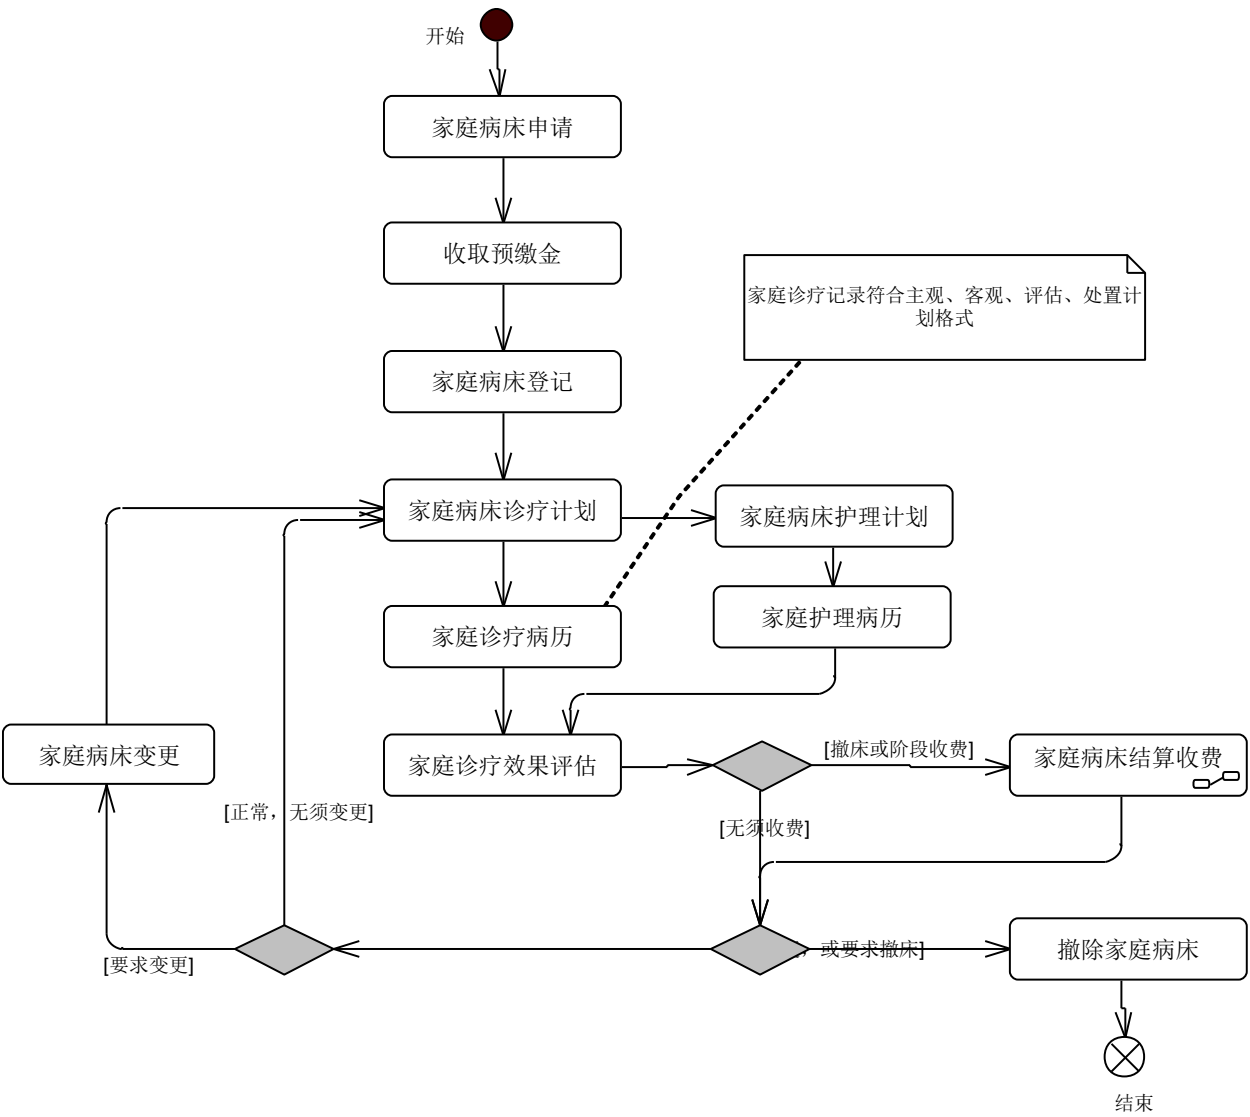 开始
家庭病床申请
收取预缴金
家庭诊疗记录符合主观、客观、评估、处置计
划格式
家庭病床登记
家庭病床诊疗计划
家庭病床护理计划
家庭护理病历
家庭诊疗病历
家庭病床变更
家庭诊疗效果评估
[撤床或阶段收费]
家庭病床结算收费
[正常，无须变更]
[无须收费]
，或要求撤床]
撤除家庭病床
[要求变更]
结束